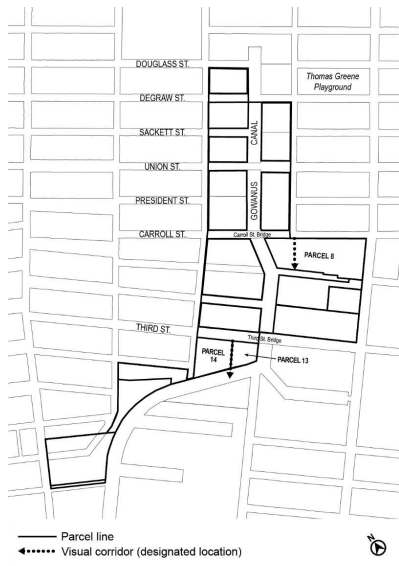 DOUGLASS ST.
Thomas Greene
Playground
DEGRAW ST.
SACKETT ST.
CANAL
UNION ST.
PRESIDENT ST.
GOWANUS
CARROLL ST.
Carroll St. Bridge
PARCEL 8
THIRD ST.
Third St. Bridge
PARCEL
14
PARCEL 13
Parcel line
Visual corridor (designated location)
N